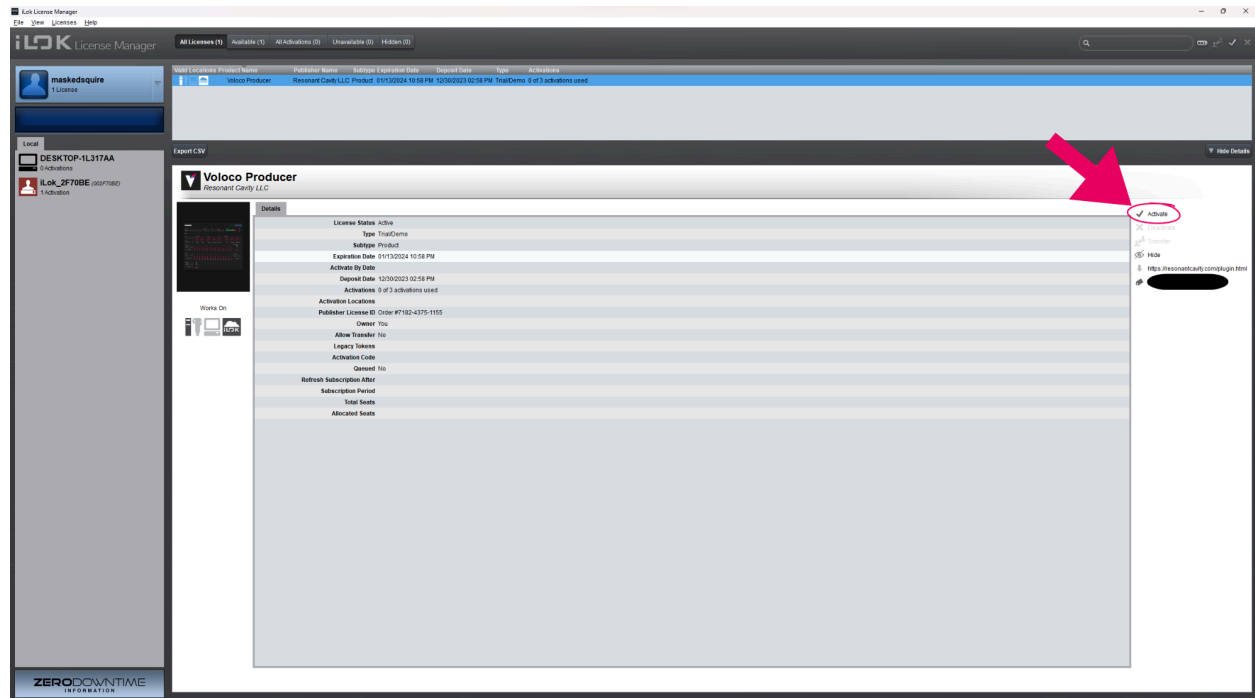 iLok License Manager
File View Licenses Help
iLOK License Manager
All Licenses (1) Available (1) All Activations (0) Unavailable (0) Hidden (0)
maskedsquire
1 License
Valid Locations Product Name Publisher Name Subtype Expiration Date Deposit Date Type Activations
Voloco Producer Resonant Cavity LLC Product 01/13/2024 10:58 PM 12/30/2023 02:58 PM Trial/Demo 0 of 3 activations used
Local
DESKTOP-1L317AA
0 Activations
iLok_2F70BE (002F70BE)
1 Activation
Export CSV
Hide Details
Voloco Producer
Resonant Cavity LLC
Details
License Status Active
Type Trial/Demo
Subtype Product
Expiration Date 01/13/2024 10:58 PM
Activate By Date
Deposit Date 12/30/2023 02:58 PM
Activations 0 of 3 activations used
Activation Locations
Publisher License ID Order #7182-4375-1155
Owner You
Allow Transfer No
Legacy Tokens
Activation Code
Queued No
Refresh Subscription After
Subscription Period
Total Seats
Allocated Seats
Works On
iLOK
Activate
Deactivate
Transfer
Hide
https://resonantcavity.com/plugin.html
ZERODOWNTIME
INFORMATION